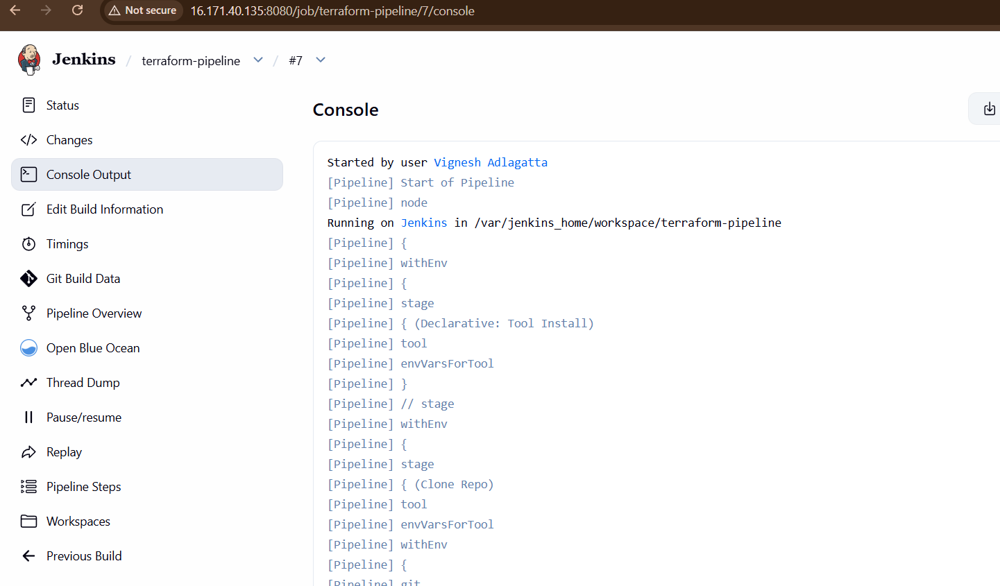 Not secure 16.171.40.135:8080/job/terraform-pipeline/7/console
Jenkins / terraform-pipeline / #7
Status
Changes
Console Output
Edit Build Information
Timings
Git Build Data
Pipeline Overview
Open Blue Ocean
Thread Dump
Pause/resume
Replay
Pipeline Steps
Workspaces
Previous Build
Console
Started by user Vignesh Adlagatta
[Pipeline] Start of Pipeline
[Pipeline] node
Running on Jenkins in /var/jenkins_home/workspace/terraform-pipeline
[Pipeline] {
[Pipeline] withEnv
[Pipeline] {
[Pipeline] stage
[Pipeline] { (Declarative: Tool Install)
[Pipeline] tool
[Pipeline] envVarsForTool
[Pipeline] }
[Pipeline] // stage
[Pipeline] withEnv
[Pipeline] {
[Pipeline] stage
[Pipeline] { (Clone Repo)
[Pipeline] tool
[Pipeline] envVarsForTool
[Pipeline] withEnv
[Pipeline] {
[Pipeline] git